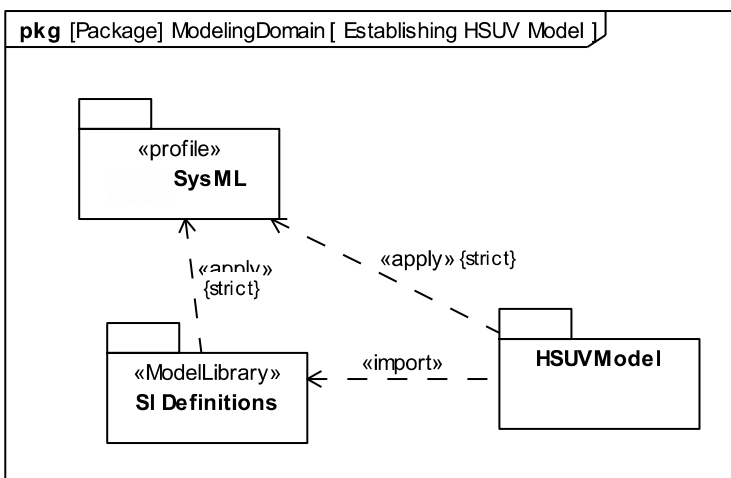 pkg [Package] ModelingDomain [ Establishing HSUV Model ]
«profile»
SysML
«apply» {strict}
«apply»
{strict}
«import»
HSUVModel
«ModelLibrary»
SI Definitions